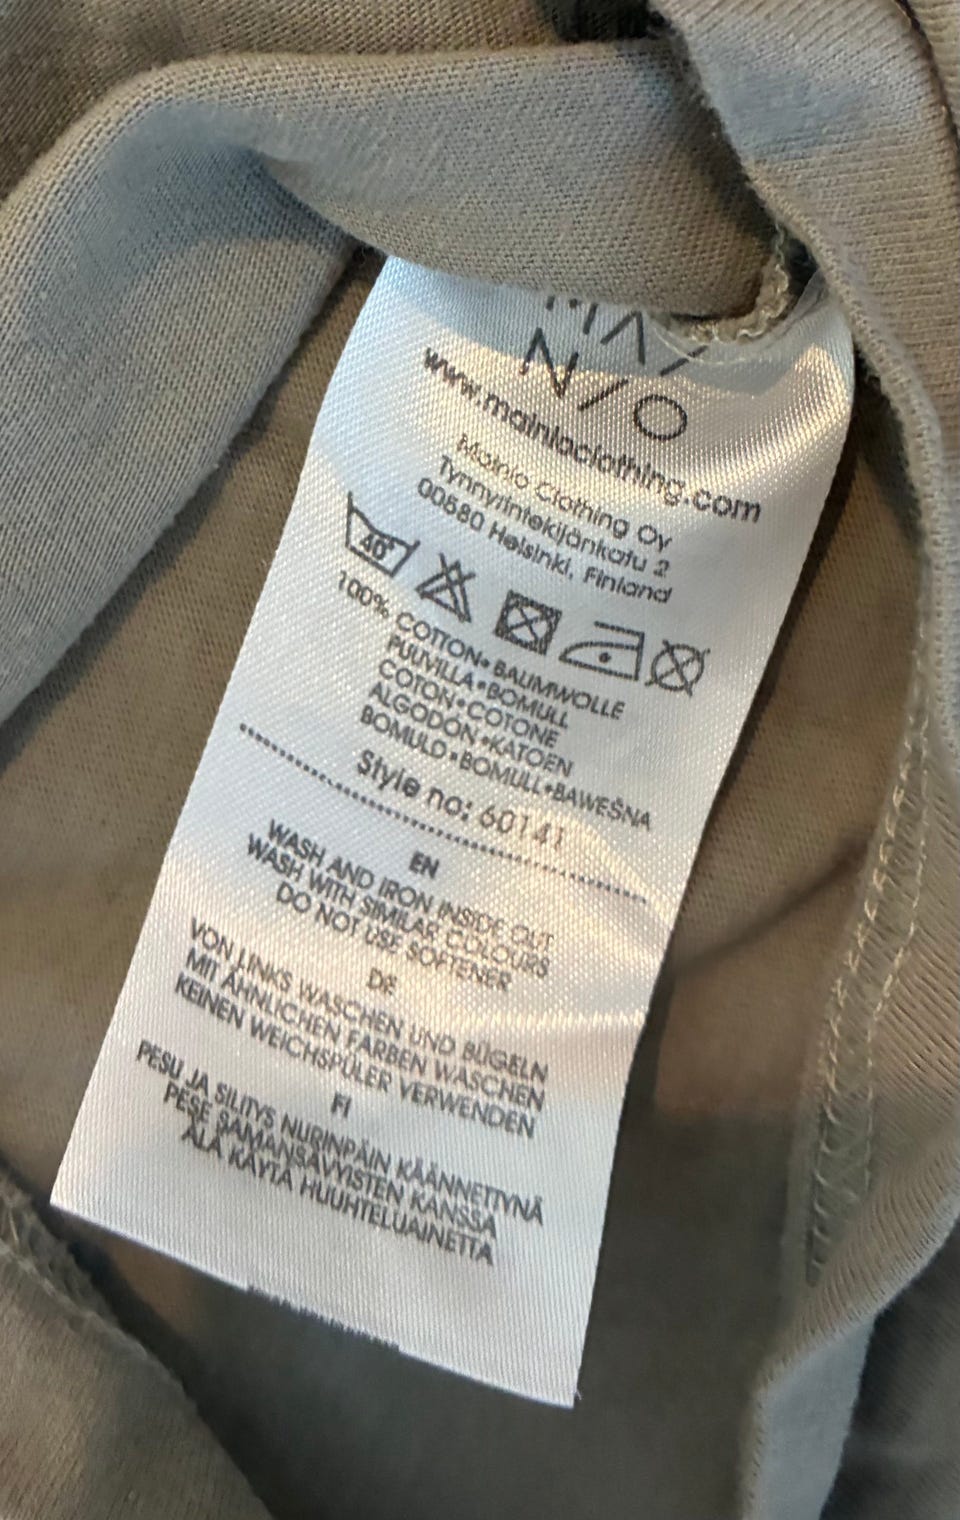 MAI
N/O
www.mainioclothing.com
Mainio Clothing Oy
Tynnyrintekijänkatu 2
00580 Helsinki, Finland
40°
100% COTTON•BAUMWOLLE
PUUVILLA•BOMULL
COTON•COTONE
ALGODÓN•KATOEN
BOMULD•BOMULL•BAWEŠNA
Style no: 60141
EN
WASH AND IRON INSIDE OUT
WASH WITH SIMILAR COLOURS
DO NOT USE SOFTENER
DE
VON LINKS WASCHEN UND BÜGELN
MIT ÄHNLICHEN FARBEN WASCHEN
KEINEN WEICHSPÜLER VERWENDEN
FI
PESU JA SILITYS NURINPÄIN KÄÄNNETTYNÄ
PESE SAMANSÄVYISTEN KANSSA
ÄLÄ KÄYTÄ HUUHTELUAINETTA